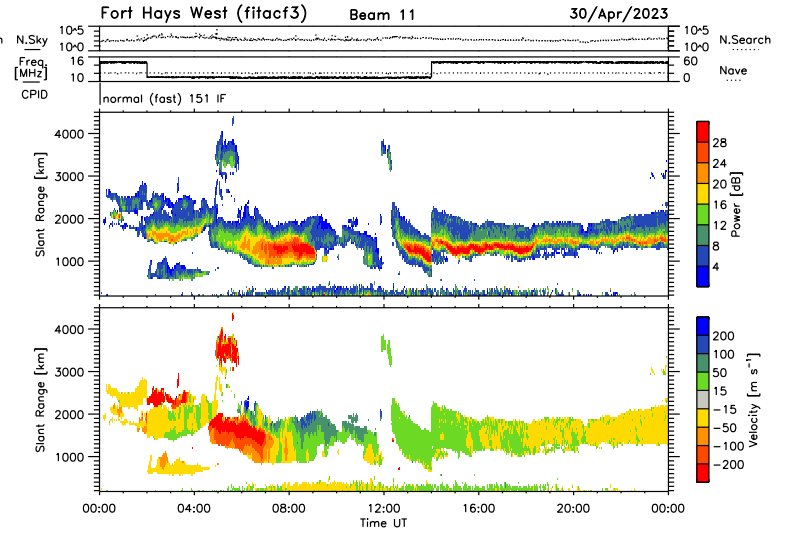 Fort Hays West (fitacf3) Beam 11 30/Apr/2023
N.Sky 10^5 10^0 10^5 10^0 N.Search
Freq. [MHz] 16 10 60 0 Nave
CPID normal (fast) 151 IF
Slant Range [km] 4000 3000 2000 1000
28 24 20 16 12 8 4 Power [dB]
Slant Range [km] 4000 3000 2000 1000
200 100 50 15 −15 −50 −100 −200 Velocity [m s⁻¹]
00:00 04:00 08:00 12:00 16:00 20:00 00:00
Time UT